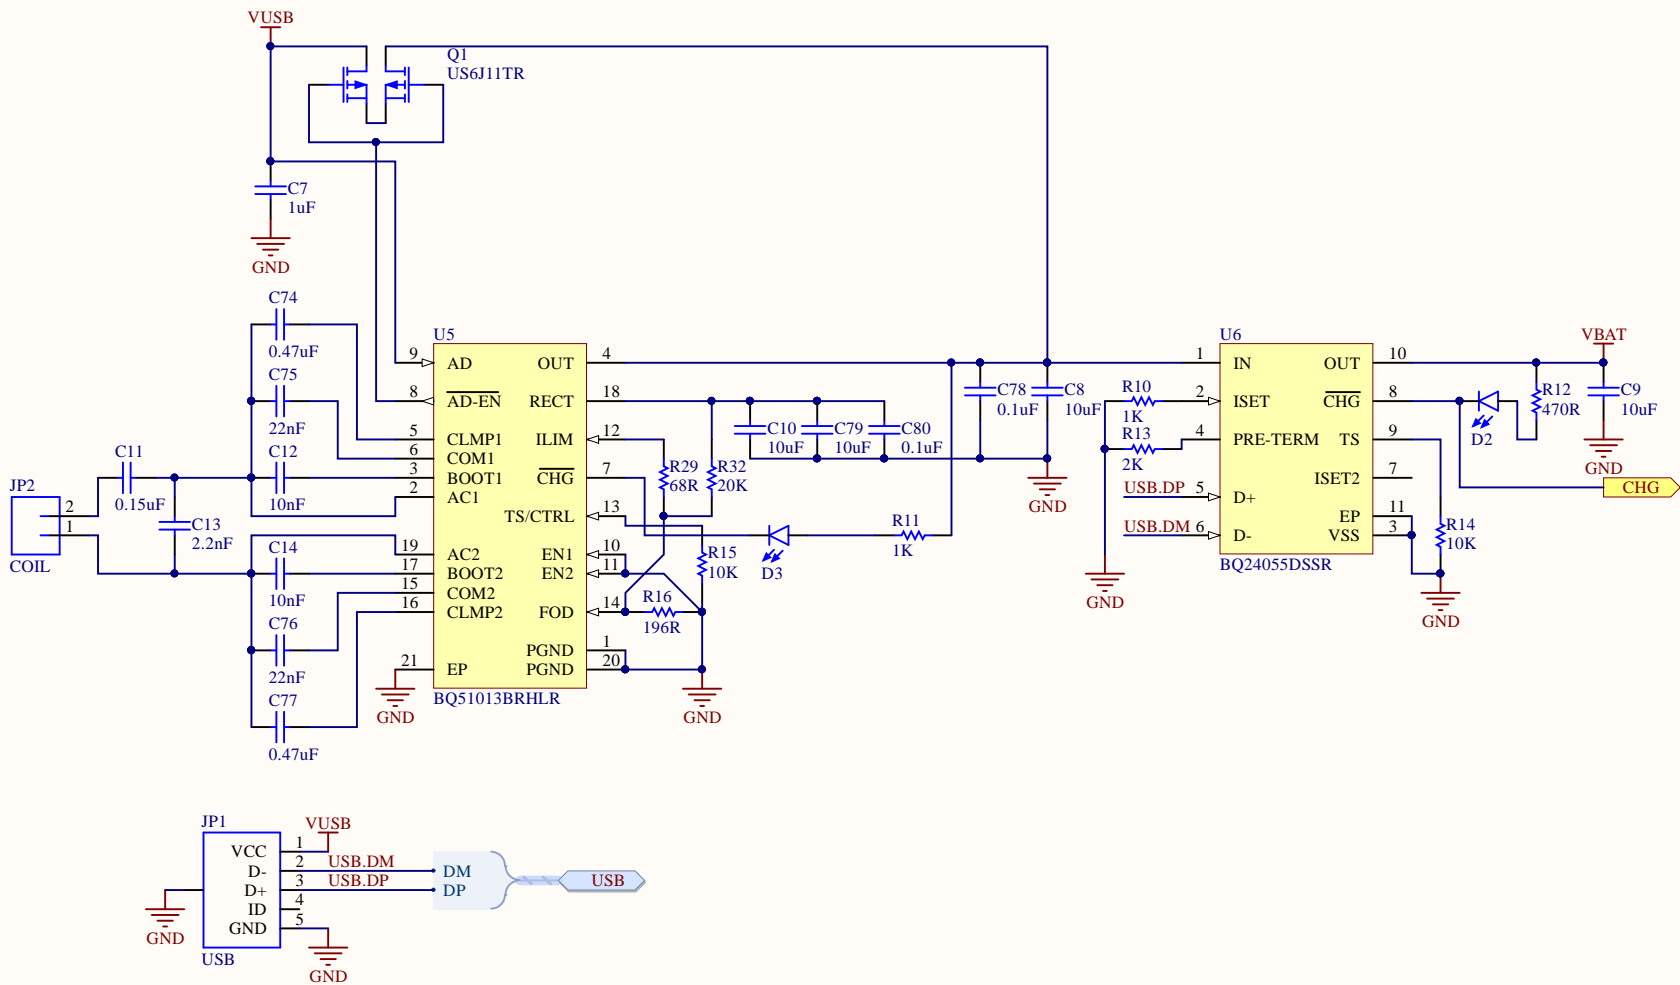 VUSB
Q1
US6J11TR
C7
1uF
GND
C74
0.47uF
C75
22nF
C12
10nF
C11
0.15uF
C13
2.2nF
JP2
2
1
COIL
C14
10nF
C76
22nF
C77
0.47uF
U5
9 AD OUT 4
8 AD-EN RECT 18
5 CLMP1 ILIM 12
6 COM1
3 BOOT1 CHG 7
2 AC1
TS/CTRL 13
19 AC2 EN1 10
17 BOOT2 EN2 11
15 COM2
16 CLMP2 FOD 14
PGND 1
21 EP PGND 20
BQ51013BRHLR
GND
GND
R29
68R
R32
20K
C10
10uF
C79
10uF
C80
0.1uF
C78
0.1uF
C8
10uF
GND
R15
10K
R16
196R
D3
R11
1K
U6
1 IN OUT 10
2 ISET CHG 8
4 PRE-TERM TS 9
ISET2 7
5 D+ EP 11
6 D- VSS 3
BQ24055DSSR
R10
1K
R13
2K
USB.DP
USB.DM
GND
VBAT
R12
470R
C9
10uF
GND
D2
CHG
R14
10K
GND
JP1
VUSB
VCC 1
D- 2 USB.DM
D+ 3 USB.DP
ID 4
GND 5
USB
GND
GND
DM
DP
USB